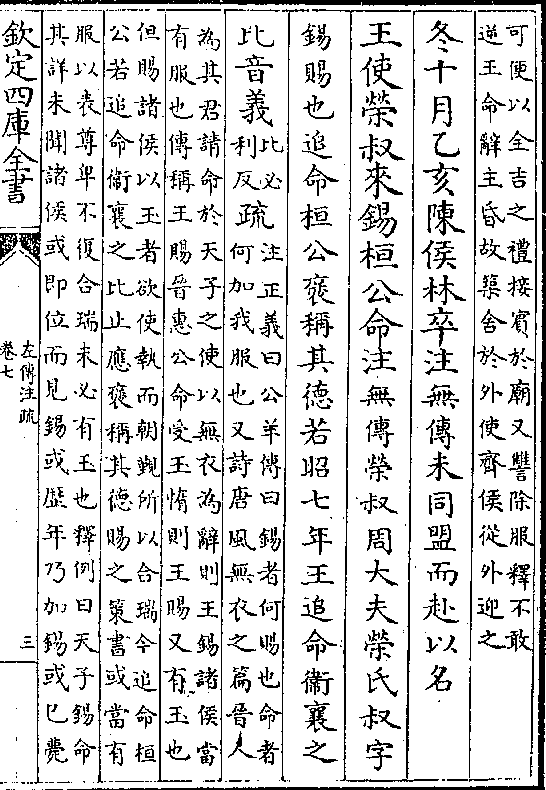 可便以全吉之禮接賓於廟又讐除服釋不敢
逆王命辭主昏故築舍於外使齊侯從外迎之
冬十月乙亥陳侯林卒注無傳未同盟而赴以名
王使榮叔來錫桓公命注無傳榮叔周大夫榮氏叔字
錫賜也追命桓公襃稱其德若昭七年王追命衞襄之
比音義比必利反疏注正義曰公羊傳曰錫者何賜也命者
何加我服也又詩唐風無衣之篇晉人
為其君請命於天子之使以無衣為辭則王錫諸侯當
有服也傳稱王賜晉惠公命受玉惰則王賜又有玉也
但賜諸侯以玉者欲使執而朝覲所以合瑞今追命桓
公若追命衞襄之比止應襃稱其德賜之策書或當有
服以表尊卑不復合瑞未必有玉也釋例曰天子錫命
其詳未聞諸侯或即位而見錫或歴年乃加錫或已薨
欽定四庫全書
左傳注疏
卷七
三